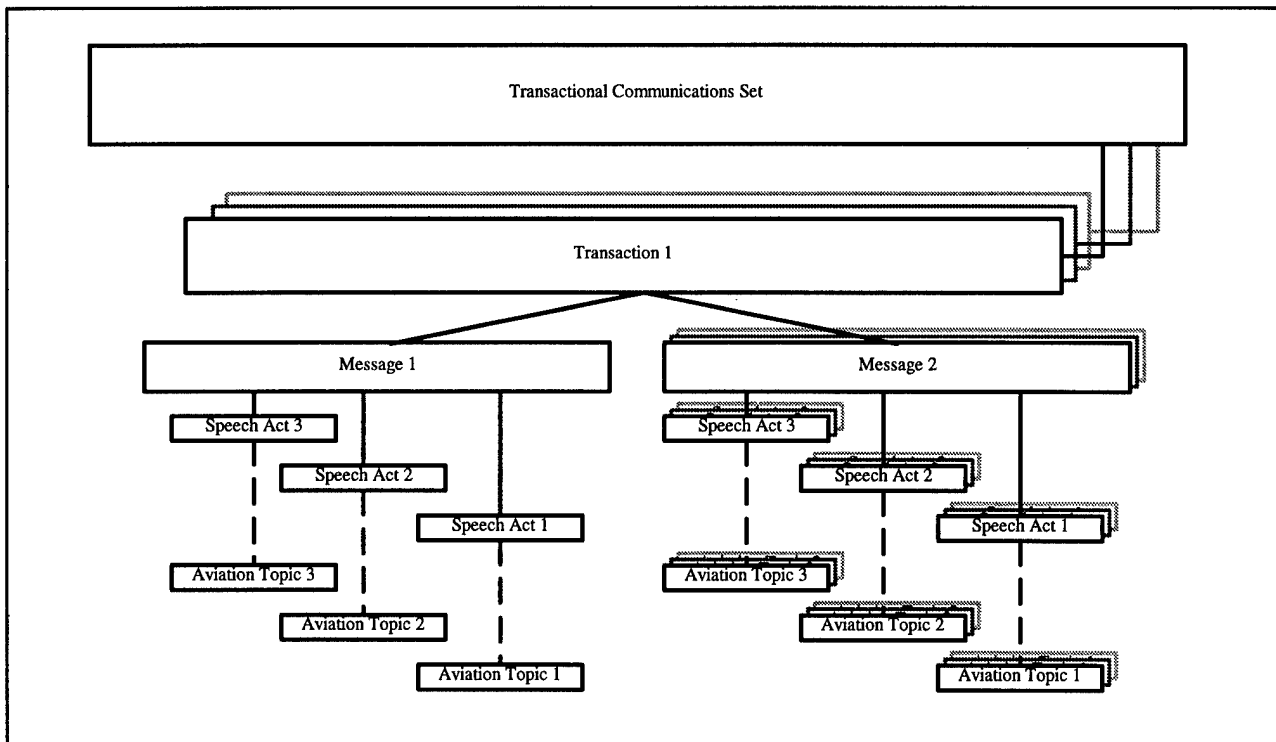 Transactional Communications Set
Transaction 1
Message 1
Message 2
Speech Act 3
Speech Act 3
Speech Act 2
Speech Act 2
Speech Act 1
Speech Act 1
Aviation Topic 3
Aviation Topic 3
Aviation Topic 2
Aviation Topic 2
Aviation Topic 1
Aviation Topic 1